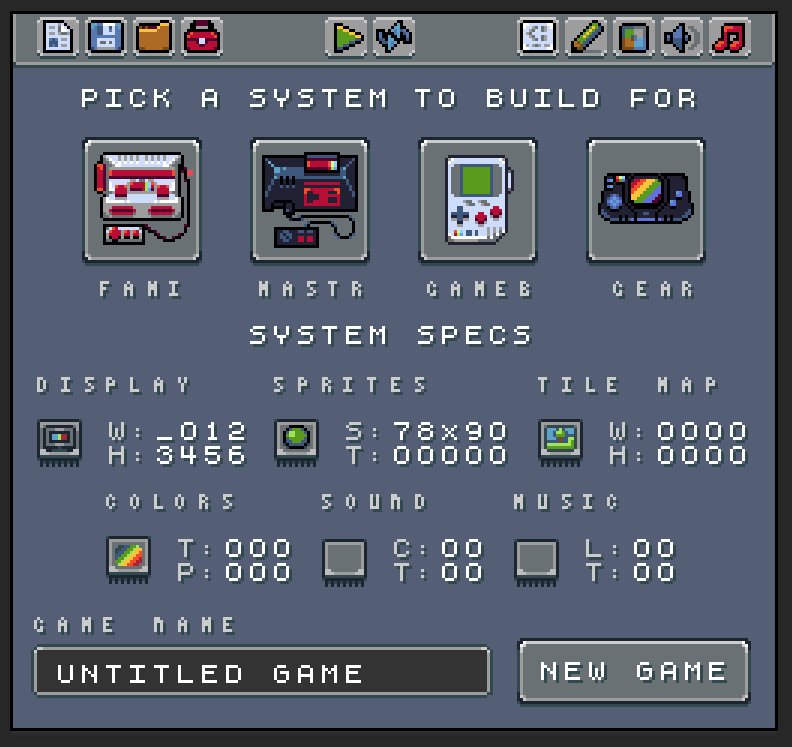 PICK A SYSTEM TO BUILD FOR
FAMI MASTR GAMEB GEAR
SYSTEM SPECS
DISPLAY SPRITES TILE MAP
W: _012 S: 78x90 W: 0000
H: 3456 T: 00000 H: 0000
COLORS SOUND MUSIC
T: 000 C: 00 L: 00
P: 000 T: 00 T: 00
GAME NAME
UNTITLED GAME NEW GAME